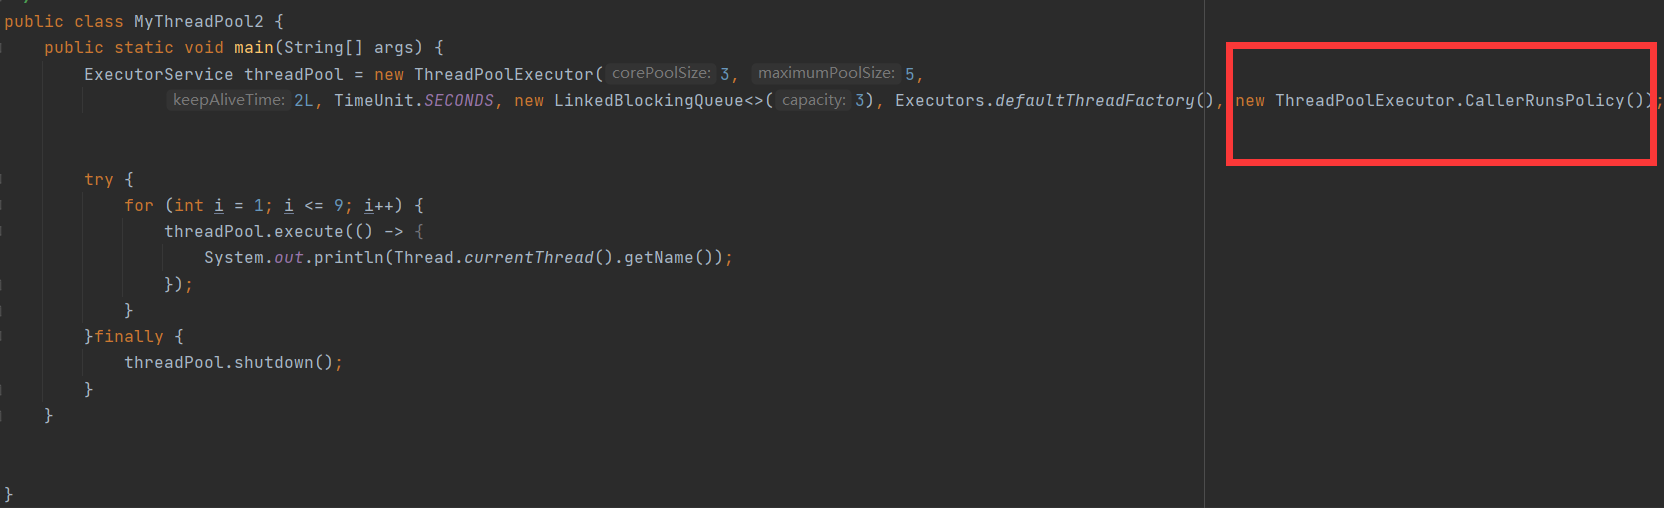 public class MyThreadPool2 {
public static void main(String[] args) {
ExecutorService threadPool = new ThreadPoolExecutor( corePoolSize: 3, maximumPoolSize: 5,
keepAliveTime: 2L, TimeUnit.SECONDS, new LinkedBlockingQueue<>( capacity: 3), Executors.defaultThreadFactory(), new ThreadPoolExecutor.CallerRunsPolicy());
try {
for (int i = 1; i <= 9; i++) {
threadPool.execute(() -> {
System.out.println(Thread.currentThread().getName());
});
}
}finally {
threadPool.shutdown();
}
}
}